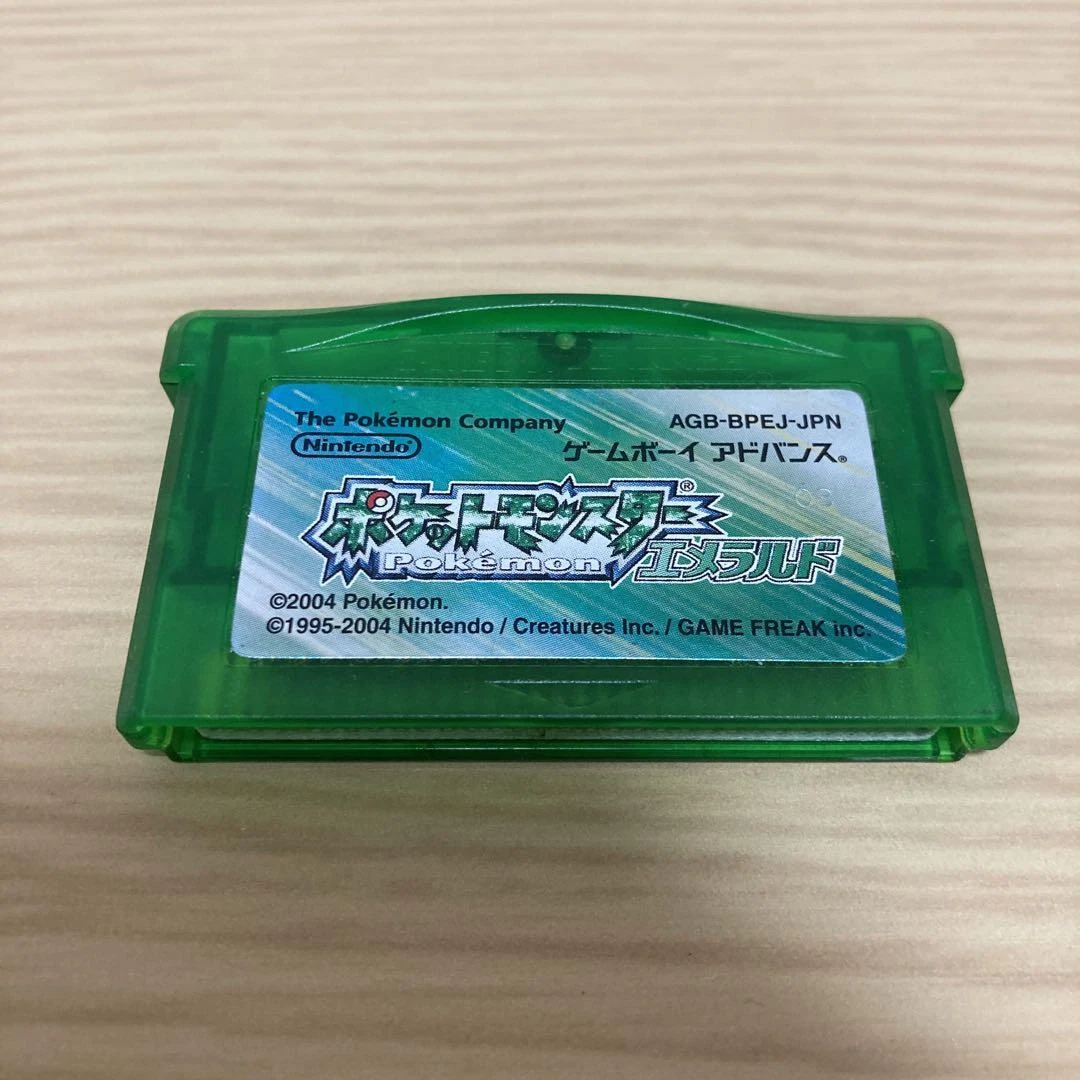 The Pokémon Company
AGB-BPEJ-JPN
Nintendo
ゲームボーイ アドバンス®
ポケットモンスター®
Pokémon
エメラルド
©2004 Pokémon.
©1995-2004 Nintendo / Creatures Inc. / GAME FREAK inc.